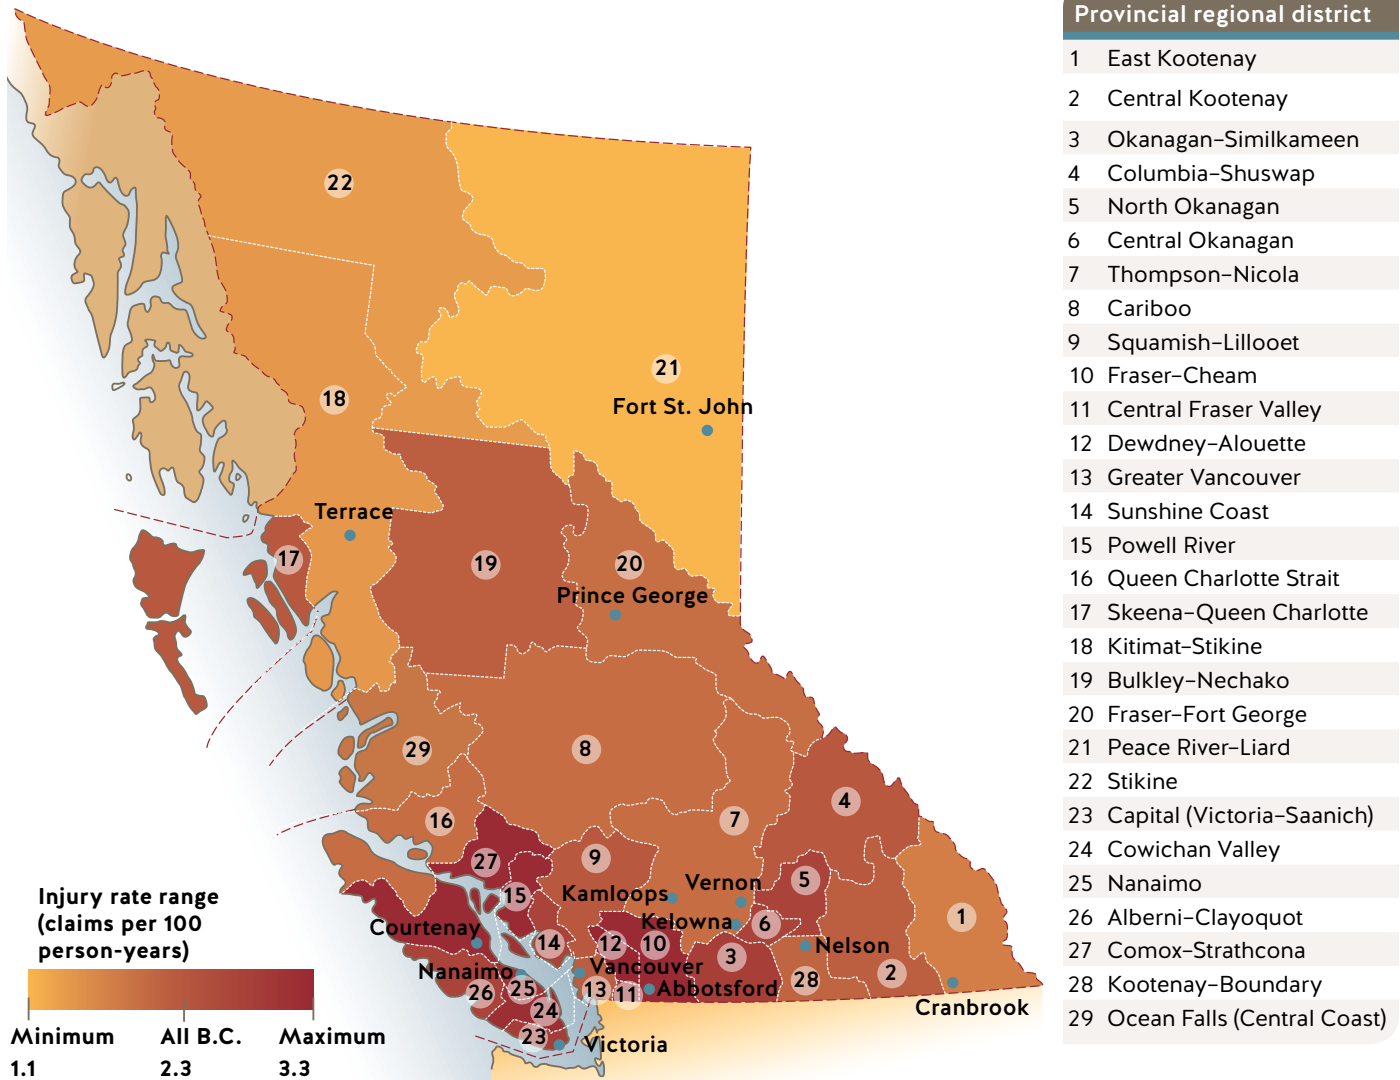 Provincial regional district
1 East Kootenay
2 Central Kootenay
3 Okanagan–Similkameen
4 Columbia–Shuswap
5 North Okanagan
6 Central Okanagan
7 Thompson–Nicola
8 Cariboo
9 Squamish–Lillooet
10 Fraser–Cheam
11 Central Fraser Valley
12 Dewdney–Alouette
13 Greater Vancouver
14 Sunshine Coast
15 Powell River
16 Queen Charlotte Strait
17 Skeena–Queen Charlotte
18 Kitimat–Stikine
19 Bulkley–Nechako
20 Fraser–Fort George
21 Peace River–Liard
22 Stikine
23 Capital (Victoria–Saanich)
24 Cowichan Valley
25 Nanaimo
26 Alberni–Clayoquot
27 Comox–Strathcona
28 Kootenay–Boundary
29 Ocean Falls (Central Coast)
22
21
Fort St. John
18
Terrace
17
19
20
Prince George
29
8
4
16
7
27
9
5
15
Kamloops
Vernon
Kelowna
6
1
Courtenay
14
12
10
3
Nelson
Nanaimo
Vancouver
2
28
26
25
13
11
Abbotsford
24
Cranbrook
23
Victoria
Injury rate range
(claims per 100
person-years)
Minimum All B.C. Maximum
1.1 2.3 3.3